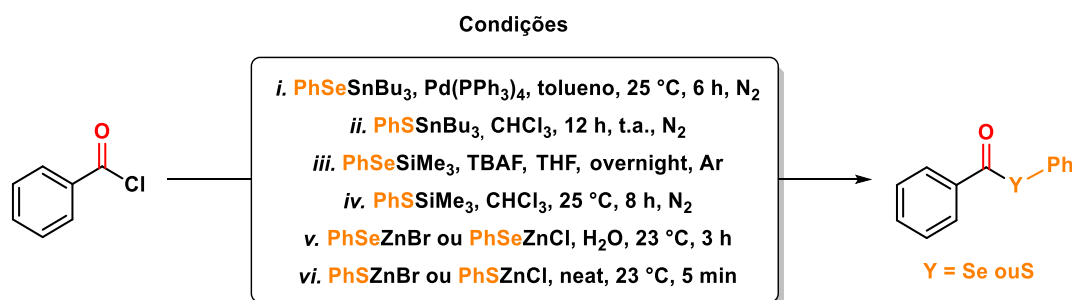 Condições
i. PhSeSnBu3, Pd(PPh3)4, tolueno, 25 °C, 6 h, N2
ii. PhSSnBu3, CHCl3, 12 h, t.a., N2
iii. PhSeSiMe3, TBAF, THF, overnight, Ar
iv. PhSSiMe3, CHCl3, 25 °C, 8 h, N2
v. PhSeZnBr ou PhSeZnCl, H2O, 23 °C, 3 h
vi. PhSZnBr ou PhSZnCl, neat, 23 °C, 5 min
O
Cl
O
Y
Ph
Y = Se ouS